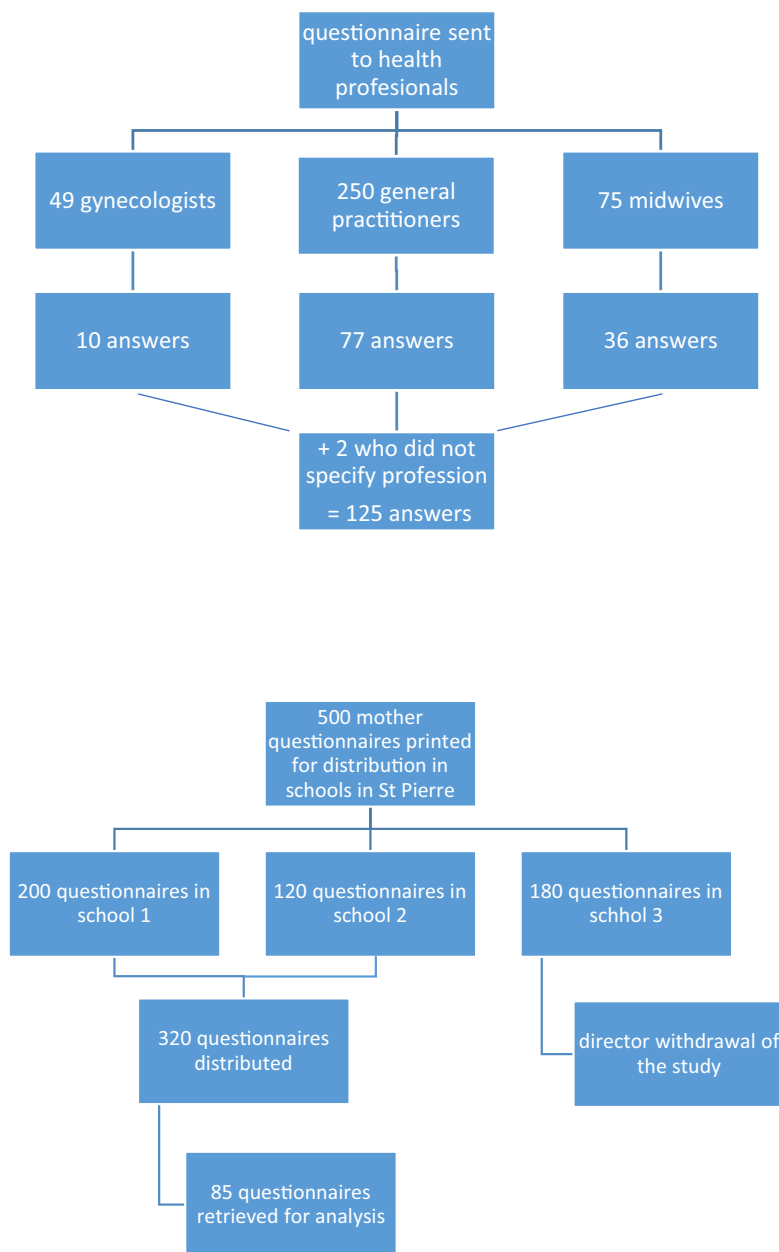 questionnaire sent
to health
profesionals
49 gynecologists
250 general
practitioners
75 midwives
10 answers
77 answers
36 answers
+ 2 who did not
specify profession
= 125 answers
500 mother
questionnaires printed
for distribution in
schools in St Pierre
200 questionnaires in
school 1
120 questionnaires in
school 2
180 questionnaires in
schhol 3
320 questionnaires
distributed
director withdrawal of
the study
85 questionnaires
retrieved for analysis